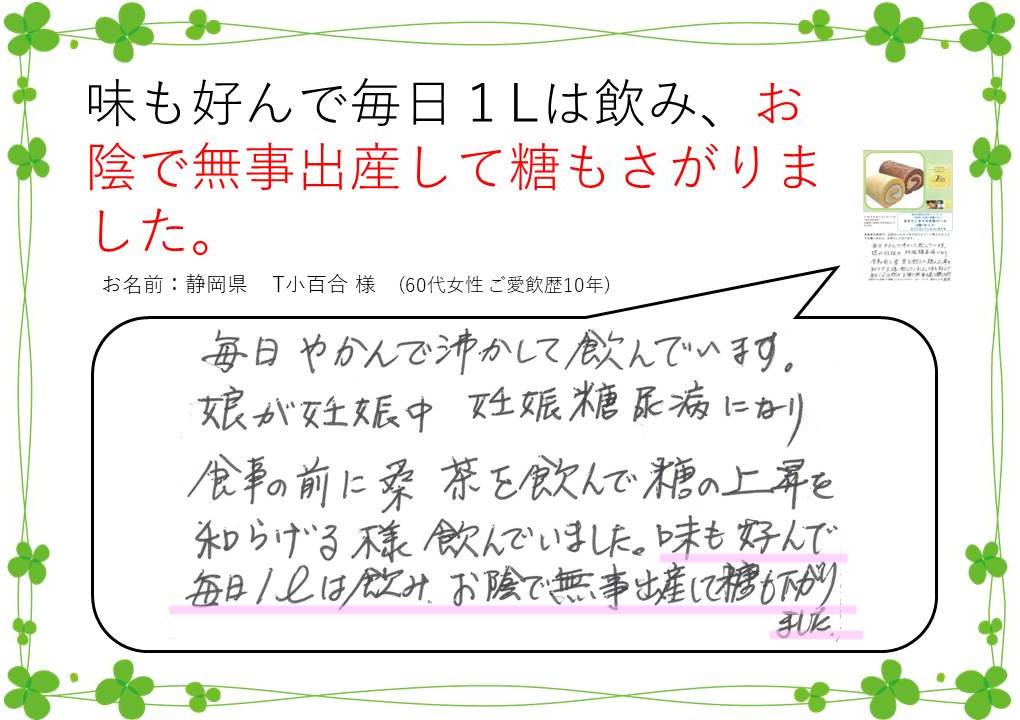 味も好んで毎日１Lは飲み、お
陰で無事出産して糖もさがりま
した。
お名前：静岡県　T小百合 様　(60代女性 ご愛飲歴10年)
毎日 やかんで沸かして飲んでいます。
娘が妊娠中 妊娠糖尿病になり
食事の前に桑 茶を飲んで糖の上昇を
和らげる様 飲んでいました。味も好んで
毎日1ℓは飲み、お陰で無事出産して糖も下がり
ました。